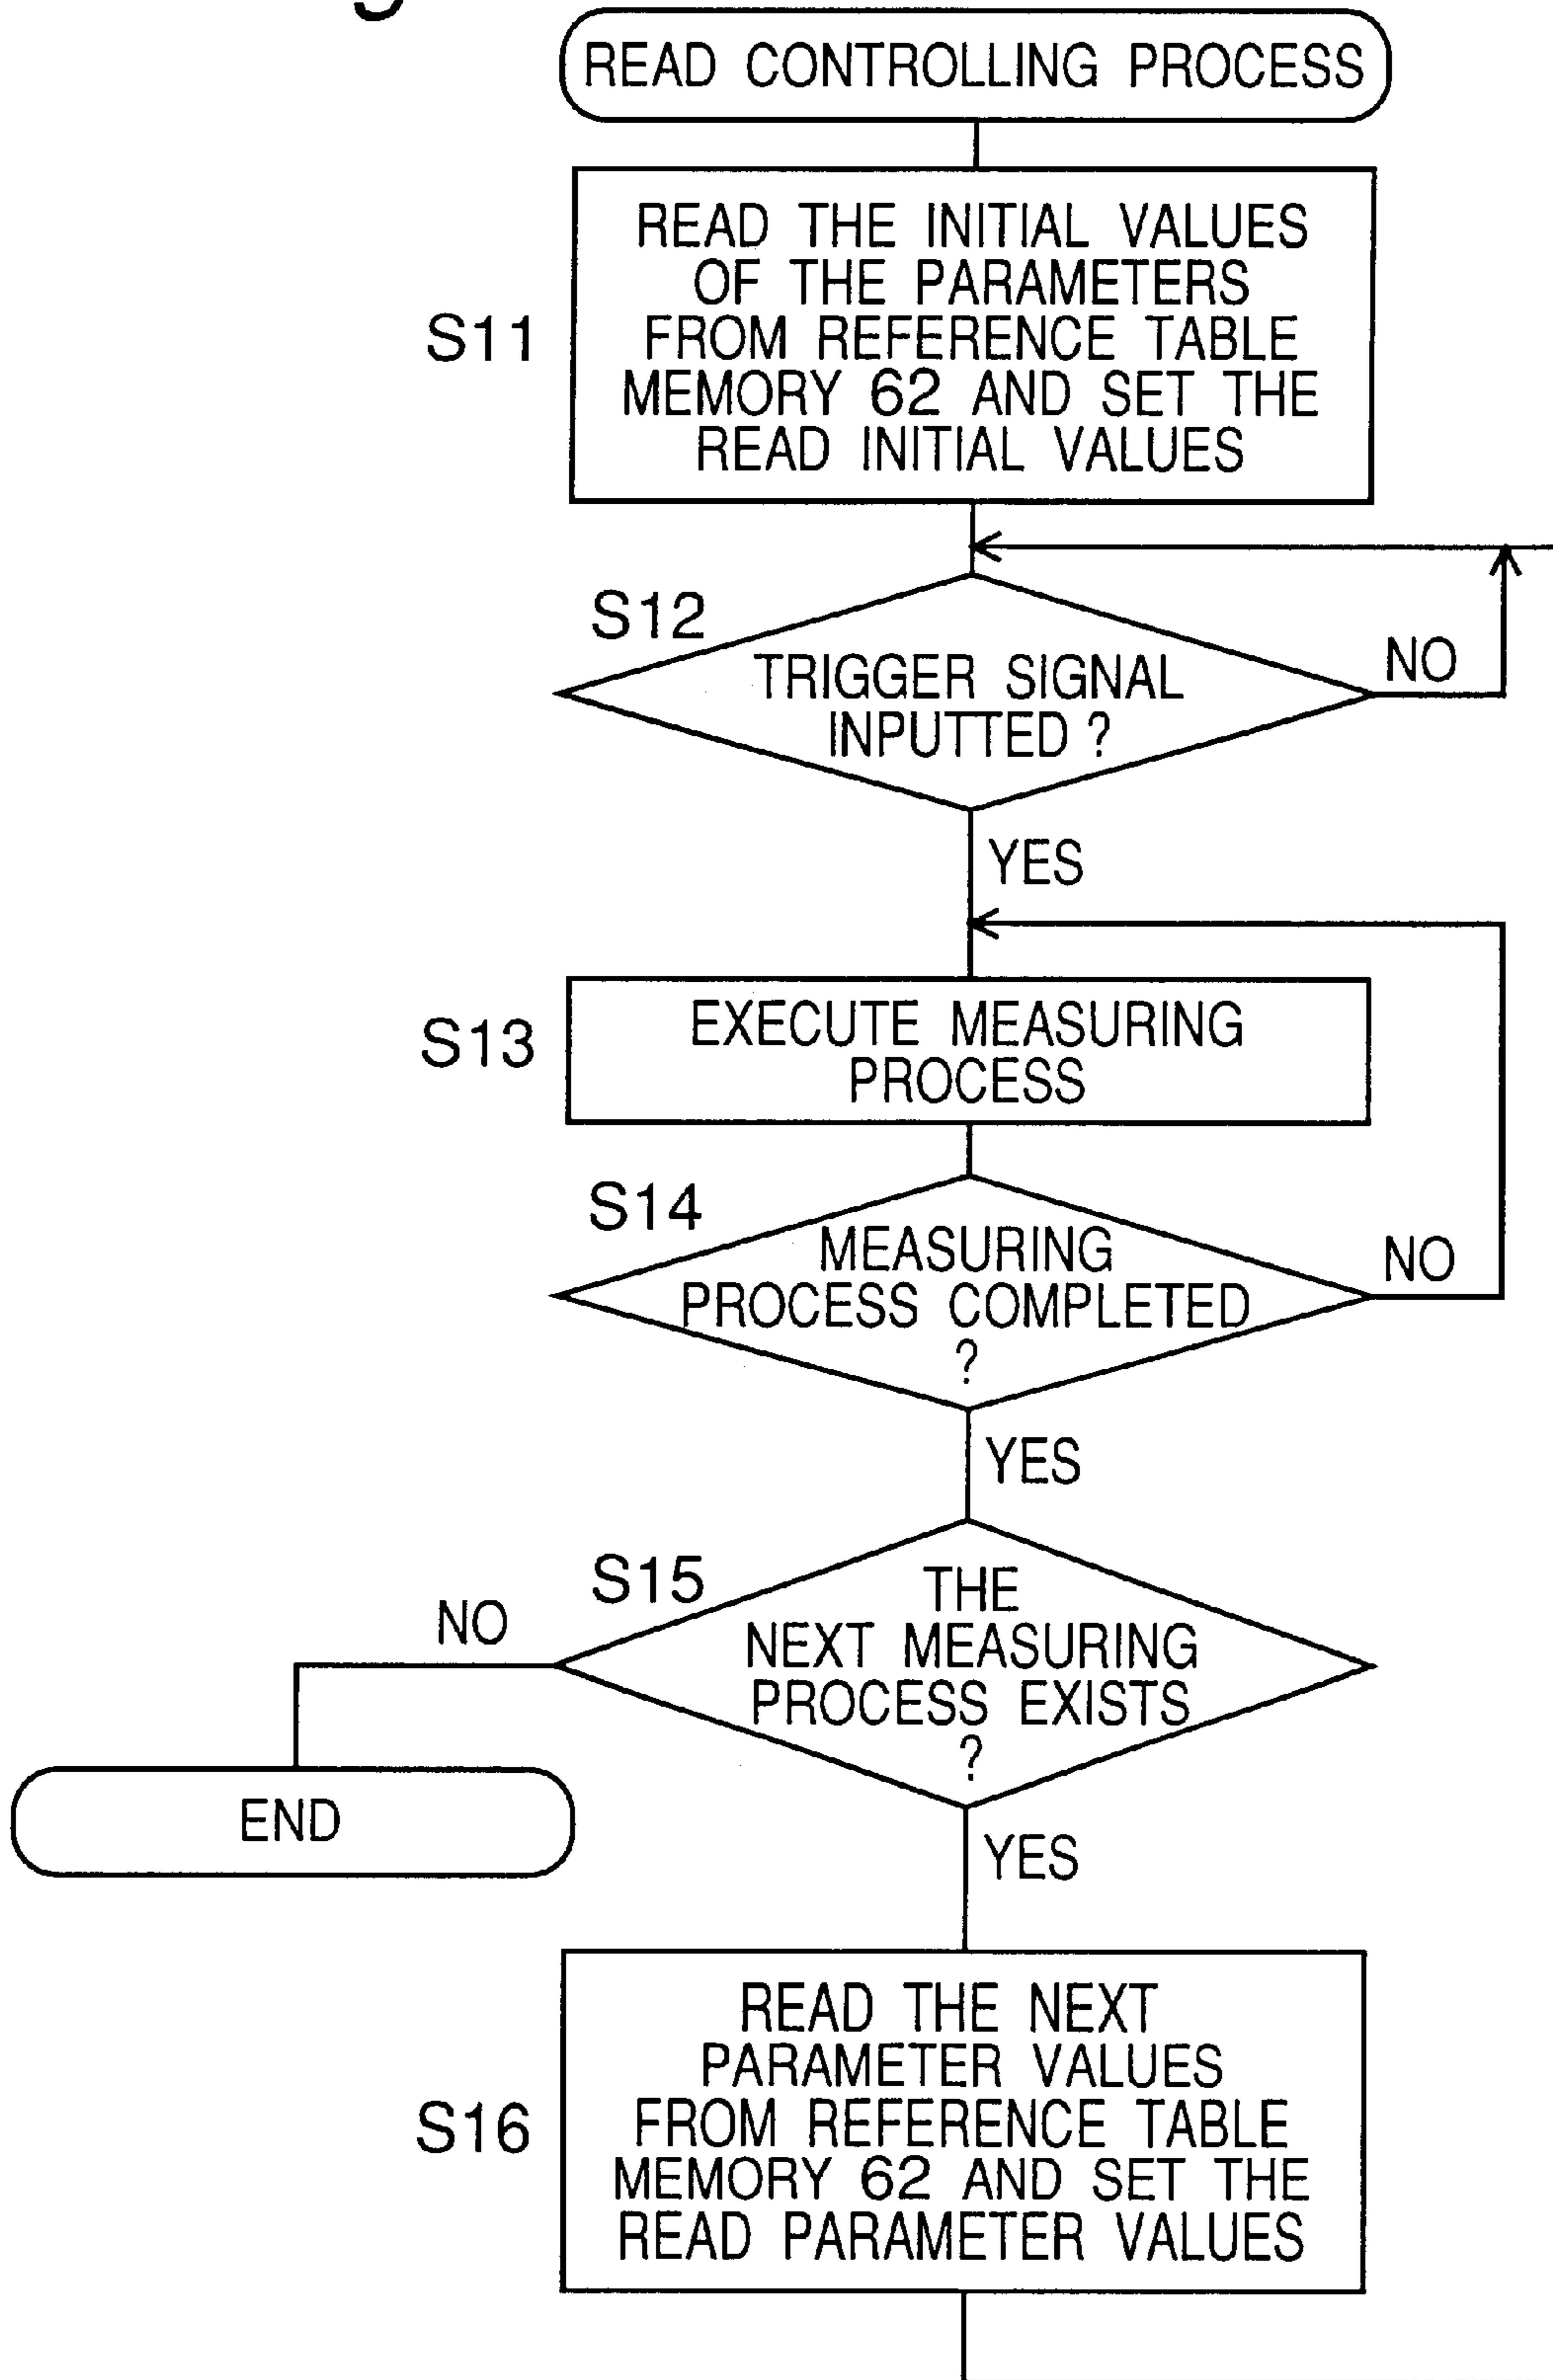 READ CONTROLLING PROCESS
S11
READ THE INITIAL VALUES
OF THE PARAMETERS
FROM REFERENCE TABLE
MEMORY 62 AND SET THE
READ INITIAL VALUES
S12
TRIGGER SIGNAL
INPUTTED ?
NO
YES
S13
EXECUTE MEASURING
PROCESS
S14
MEASURING
PROCESS COMPLETED
?
NO
YES
S15
THE
NEXT MEASURING
PROCESS EXISTS
?
NO
END
YES
S16
READ THE NEXT
PARAMETER VALUES
FROM REFERENCE TABLE
MEMORY 62 AND SET THE
READ PARAMETER VALUES